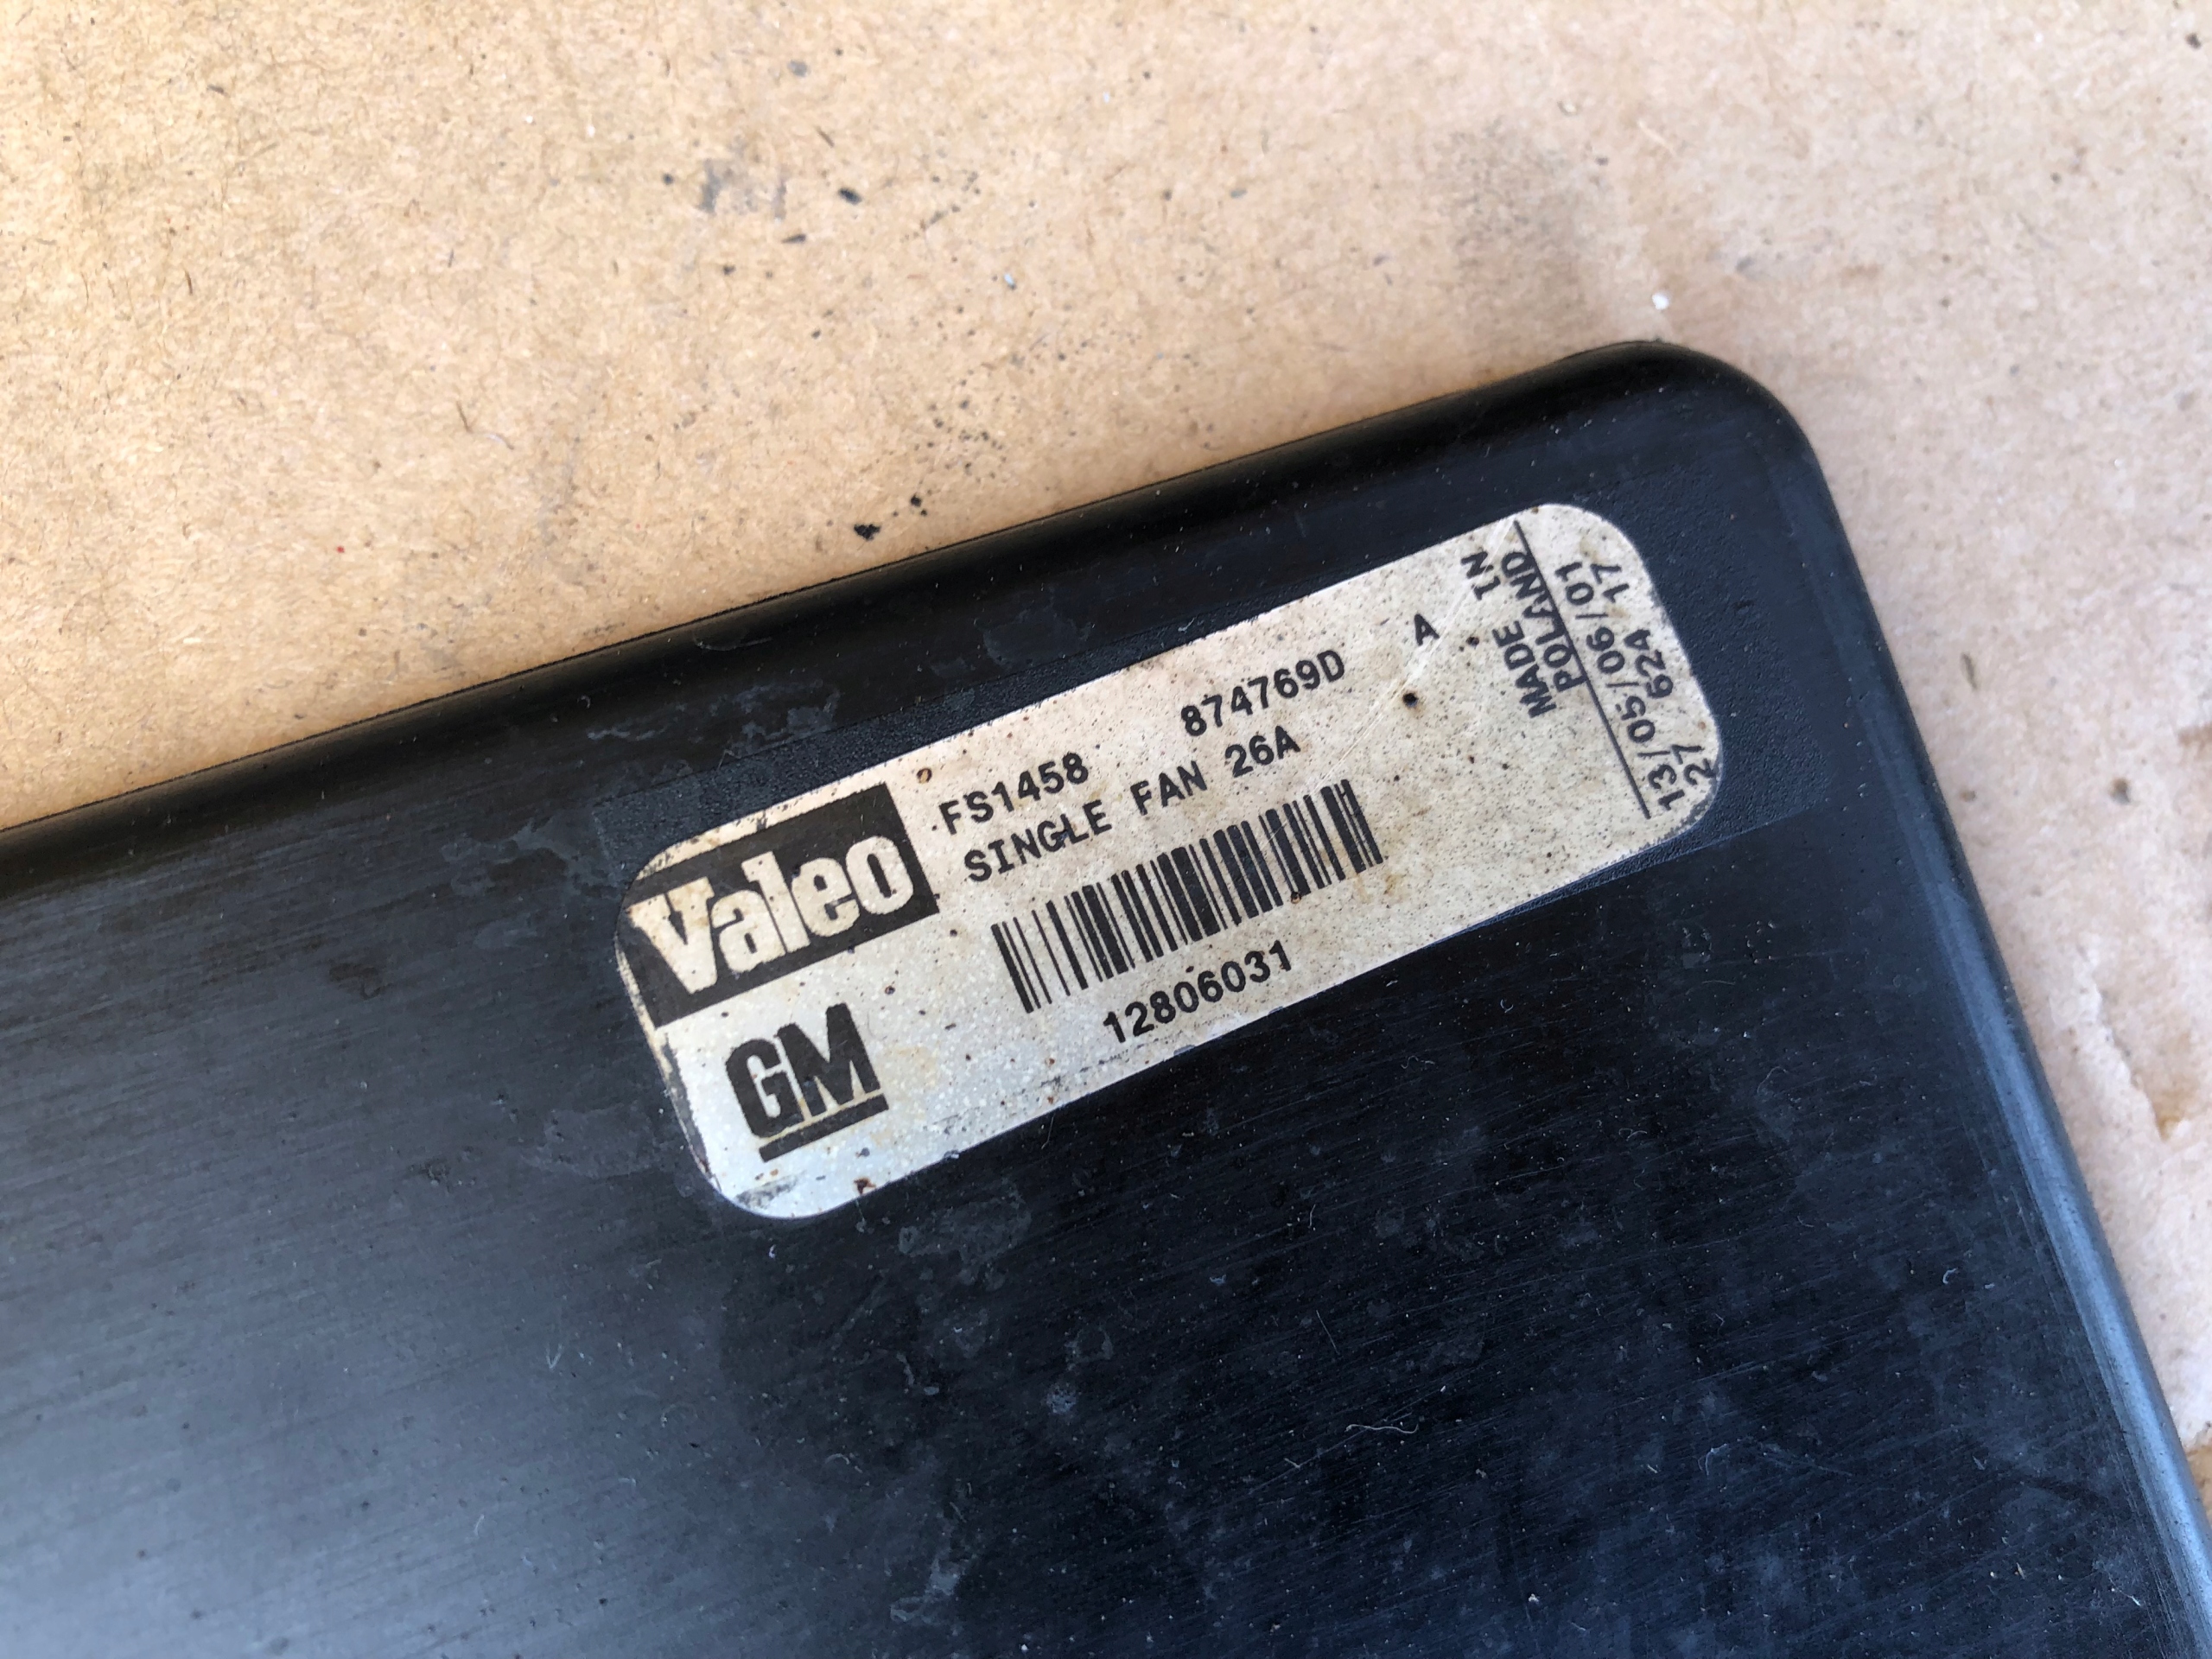 Valeo
FS1458 874769D A
SINGLE FAN 26A
GM
12806031
MADE IN
POLAND
13/05/06/01
27 624 17